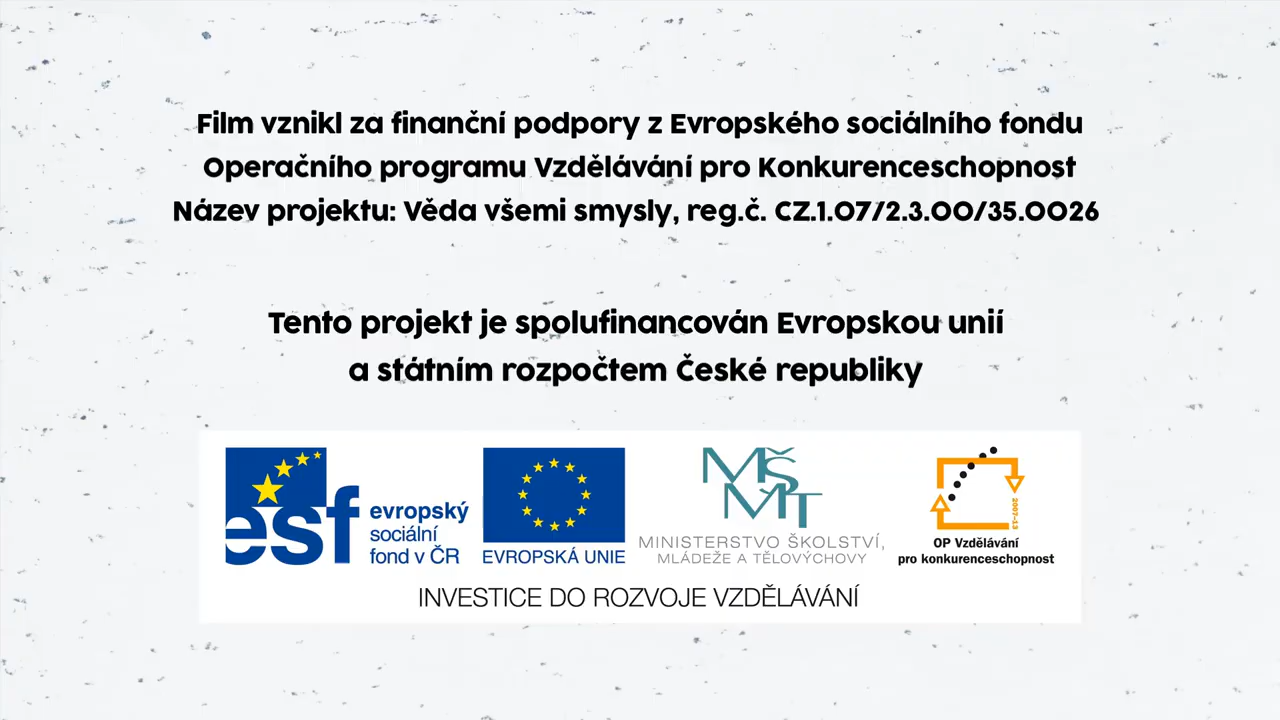 Film vznikl za finanční podpory z Evropského sociálního fondu
Operačního programu Vzdělávání pro Konkurenceschopnost
Název projektu: Věda všemi smysly, reg.č. CZ.1.07/2.3.00/35.0026
Tento projekt je spolufinancován Evropskou unií
a státním rozpočtem České republiky
esf
evropský
sociální
fond v ČR
EVROPSKÁ UNIE
MŠMT
MINISTERSTVO ŠKOLSTVÍ,
MLÁDEŽE A TĚLOVÝCHOVY
2007-13
OP Vzdělávání
pro konkurenceschopnost
INVESTICE DO ROZVOJE VZDĚLÁVÁNÍ